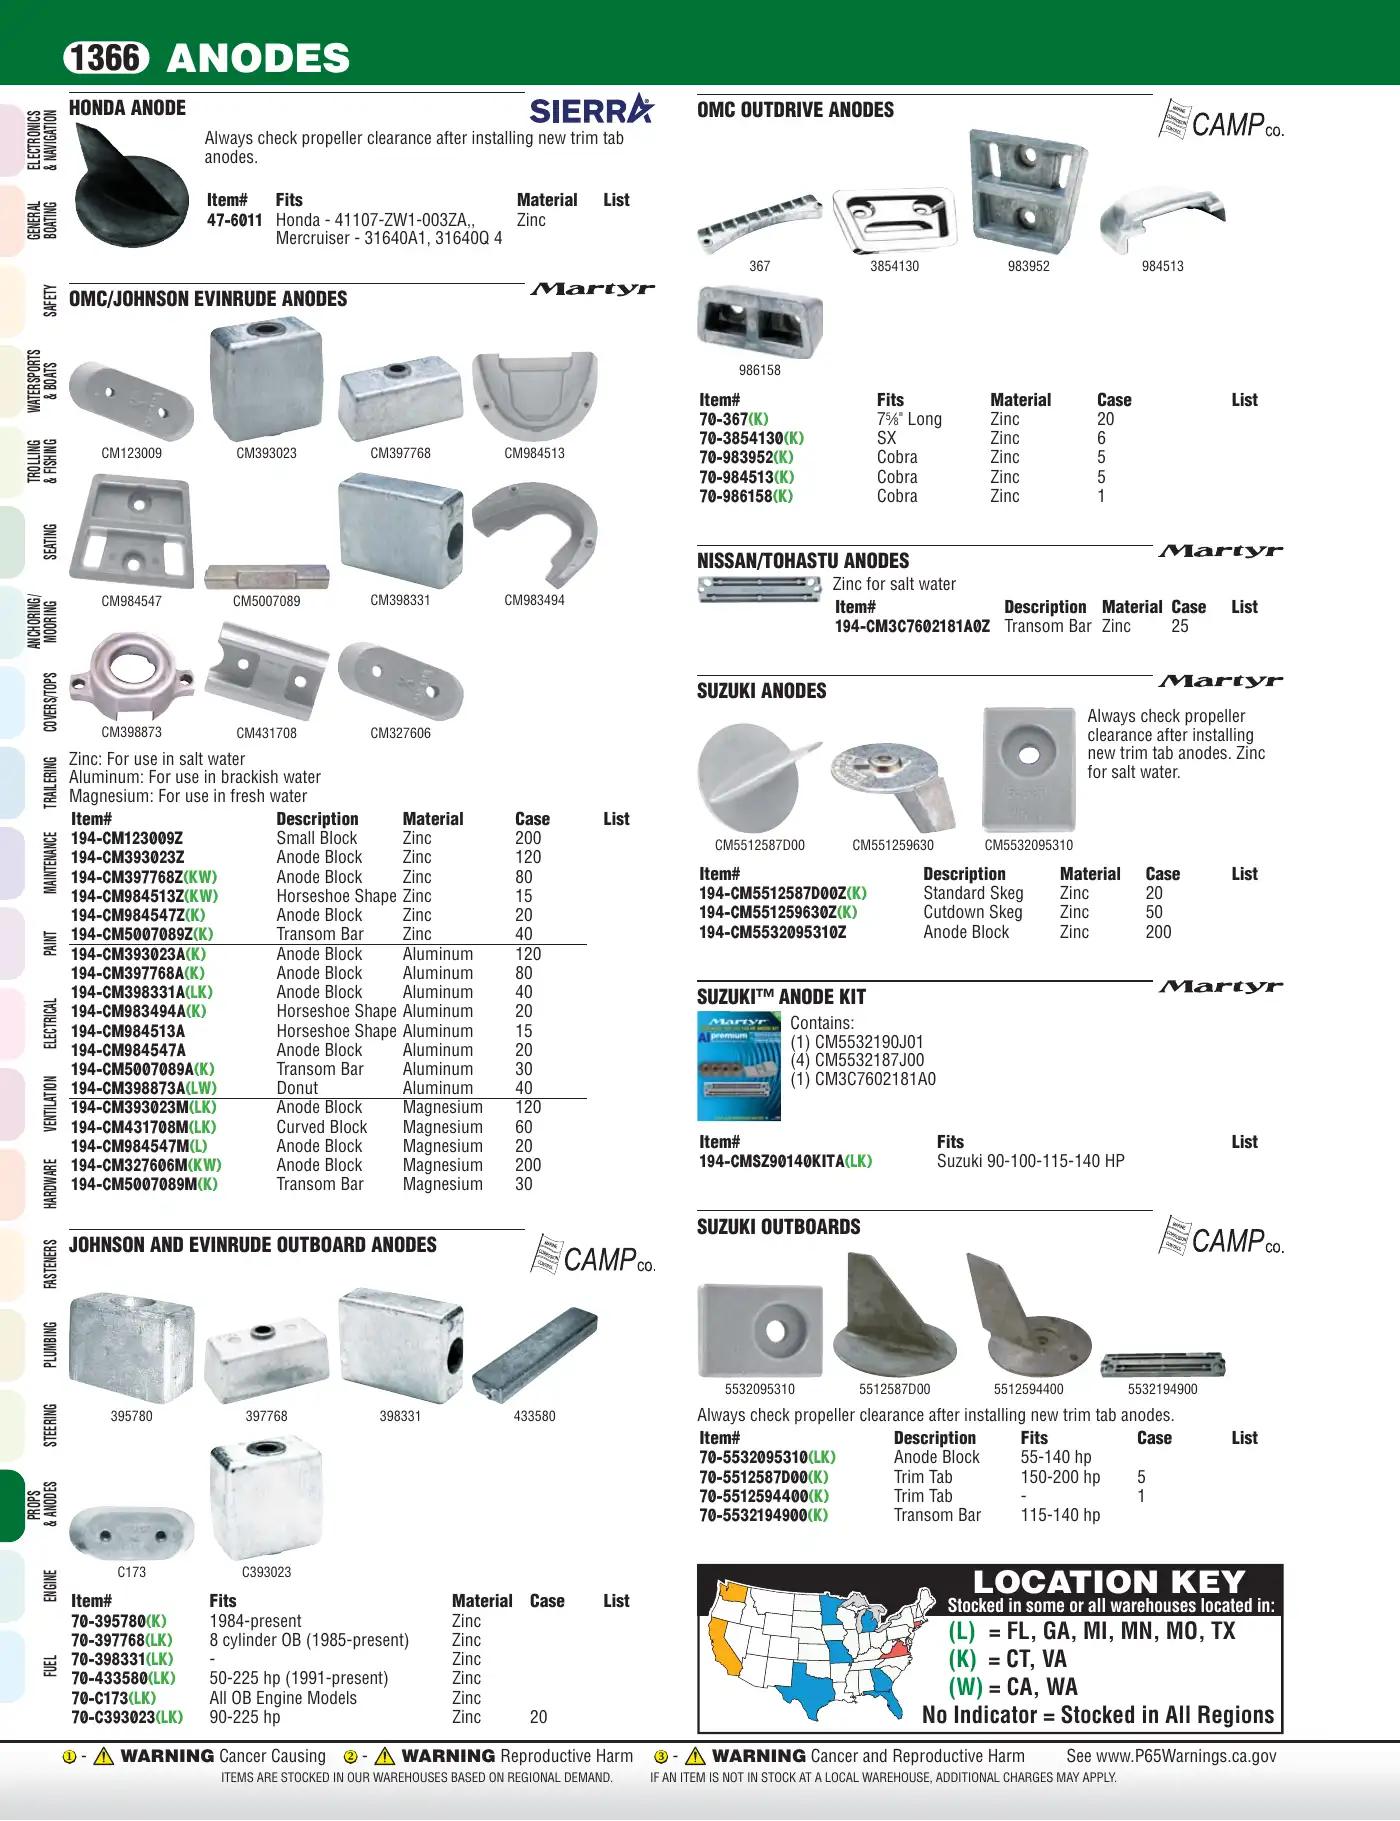 1366 ANODES
ELECTRONICS & NAVIGATION
GENERAL BOATING
SAFETY
WATERSPORTS & BOATS
TROLLING & FISHING
SEATING
ANCHORING/ MOORING
COVERS/TOPS
TRAILERING
MAINTENANCE
PAINT
ELECTRICAL
VENTILATION
HARDWARE
FASTENERS
PLUMBING
STEERING
PROPS & ANODES
ENGINE
FUEL
HONDA ANODE
SIERRA
Always check propeller clearance after installing new trim tab
anodes.
Item# Fits Material List
47-6011 Honda - 41107-ZW1-003ZA,, Zinc
Mercruiser - 31640A1, 31640Q 4
OMC/JOHNSON EVINRUDE ANODES
Martyr
CM123009 CM393023 CM397768 CM984513
CM984547 CM5007089 CM398331 CM983494
CM398873 CM431708 CM327606
Zinc: For use in salt water
Aluminum: For use in brackish water
Magnesium: For use in fresh water
Item# Description Material Case List
194-CM123009Z Small Block Zinc 200
194-CM393023Z Anode Block Zinc 120
194-CM397768Z(KW) Anode Block Zinc 80
194-CM984513Z(KW) Horseshoe Shape Zinc 15
194-CM984547Z(K) Anode Block Zinc 20
194-CM5007089Z(K) Transom Bar Zinc 40
194-CM393023A(K) Anode Block Aluminum 120
194-CM397768A(K) Anode Block Aluminum 80
194-CM398331A(LK) Anode Block Aluminum 40
194-CM983494A(K) Horseshoe Shape Aluminum 20
194-CM984513A Horseshoe Shape Aluminum 15
194-CM984547A Anode Block Aluminum 20
194-CM5007089A(K) Transom Bar Aluminum 30
194-CM398873A(LW) Donut Aluminum 40
194-CM393023M(LK) Anode Block Magnesium 120
194-CM431708M(LK) Curved Block Magnesium 60
194-CM984547M(L) Anode Block Magnesium 20
194-CM327606M(KW) Anode Block Magnesium 200
194-CM5007089M(K) Transom Bar Magnesium 30
JOHNSON AND EVINRUDE OUTBOARD ANODES
CAMP CO.
395780 397768 398331 433580
C173 C393023
Item# Fits Material Case List
70-395780(K) 1984-present Zinc
70-397768(LK) 8 cylinder OB (1985-present) Zinc
70-398331(LK) - Zinc
70-433580(LK) 50-225 hp (1991-present) Zinc
70-C173(LK) All OB Engine Models Zinc
70-C393023(LK) 90-225 hp Zinc 20
OMC OUTDRIVE ANODES
CAMP CO.
367 3854130 983952 984513
986158
Item# Fits Material Case List
70-367(K) 7⅝" Long Zinc 20
70-3854130(K) SX Zinc 6
70-983952(K) Cobra Zinc 5
70-984513(K) Cobra Zinc 5
70-986158(K) Cobra Zinc 1
NISSAN/TOHASTU ANODES
Martyr
Zinc for salt water
Item# Description Material Case List
194-CM3C7602181A0Z Transom Bar Zinc 25
SUZUKI ANODES
Martyr
Always check propeller
clearance after installing
new trim tab anodes. Zinc
for salt water.
CM5512587D00 CM551259630 CM5532095310
Item# Description Material Case List
194-CM5512587D00Z(K) Standard Skeg Zinc 20
194-CM551259630Z(K) Cutdown Skeg Zinc 50
194-CM5532095310Z Anode Block Zinc 200
SUZUKI™ ANODE KIT
Martyr
Martyr
Al premium
Contains:
(1) CM5532190J01
(4) CM5532187J00
(1) CM3C7602181A0
Item# Fits List
194-CMSZ90140KITA(LK) Suzuki 90-100-115-140 HP
SUZUKI OUTBOARDS
CAMP CO.
5532095310 5512587D00 5512594400 5532194900
Always check propeller clearance after installing new trim tab anodes.
Item# Description Fits Case List
70-5532095310(LK) Anode Block 55-140 hp
70-5512587D00(K) Trim Tab 150-200 hp 5
70-5512594400(K) Trim Tab - 1
70-5532194900(K) Transom Bar 115-140 hp
LOCATION KEY
Stocked in some or all warehouses located in:
(L) = FL, GA, MI, MN, MO, TX
(K) = CT, VA
(W) = CA, WA
No Indicator = Stocked in All Regions
1 - ⚠ WARNING Cancer Causing 2 - ⚠ WARNING Reproductive Harm 3 - ⚠ WARNING Cancer and Reproductive Harm See www.P65Warnings.ca.gov
ITEMS ARE STOCKED IN OUR WAREHOUSES BASED ON REGIONAL DEMAND. IF AN ITEM IS NOT IN STOCK AT A LOCAL WAREHOUSE, ADDITIONAL CHARGES MAY APPLY.